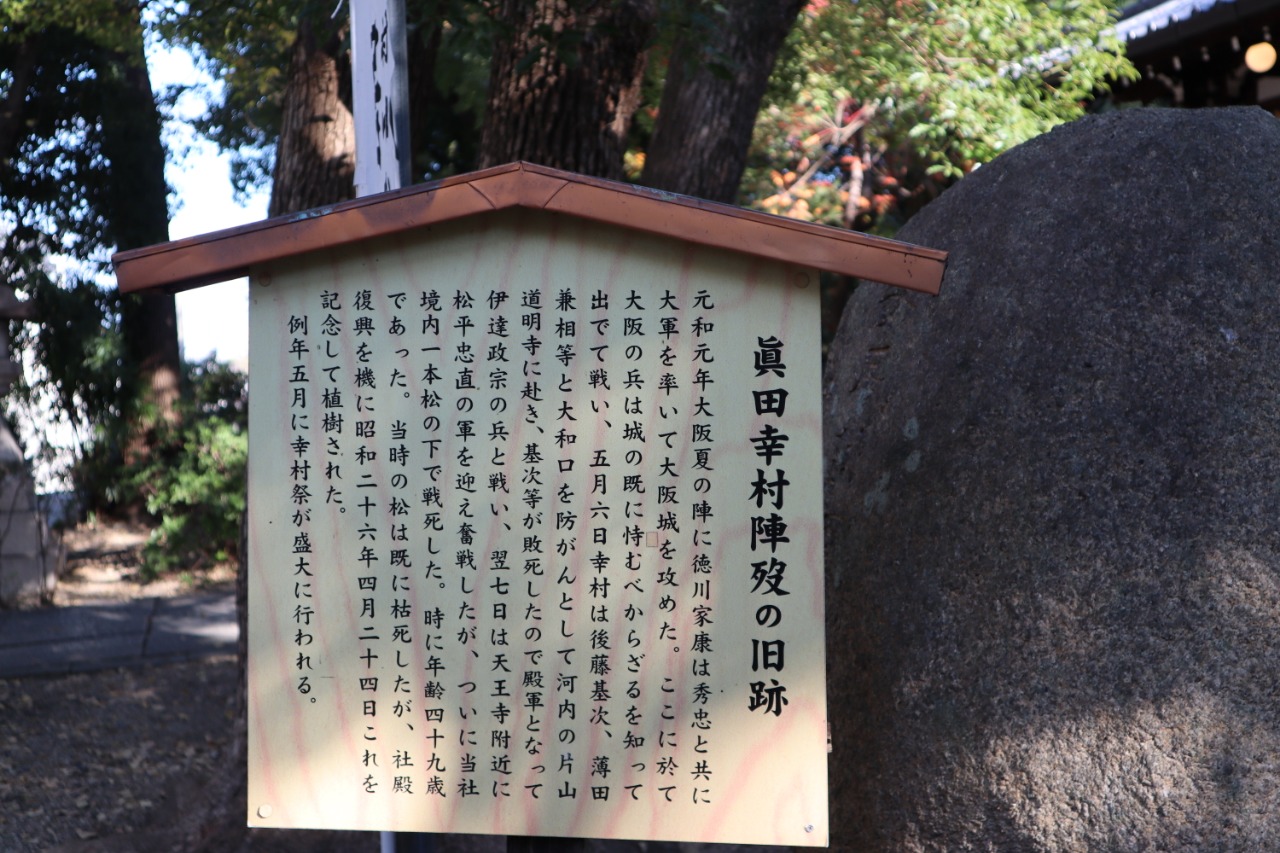 眞田幸村陣歿の旧跡
元和元年大阪夏の陣に徳川家康は秀忠と共に
大軍を率いて大阪城を攻めた。ここに於て
大阪の兵は城の既に恃むべからざるを知って
出でて戦い、五月六日幸村は後藤基次、薄田
兼相等と大和口を防がんとして河内の片山
道明寺に赴き、基次等が敗死したので殿軍となって
伊達政宗の兵と戦い、翌七日は天王寺附近に
松平忠直の軍を迎え奮戦したが、ついに当社
境内一本松の下で戦死した。時に年齢四十九歳
であった。当時の松は既に枯死したが、社殿
復興を機に昭和二十六年四月二十四日これを
記念して植樹された。
例年五月に幸村祭が盛大に行われる。